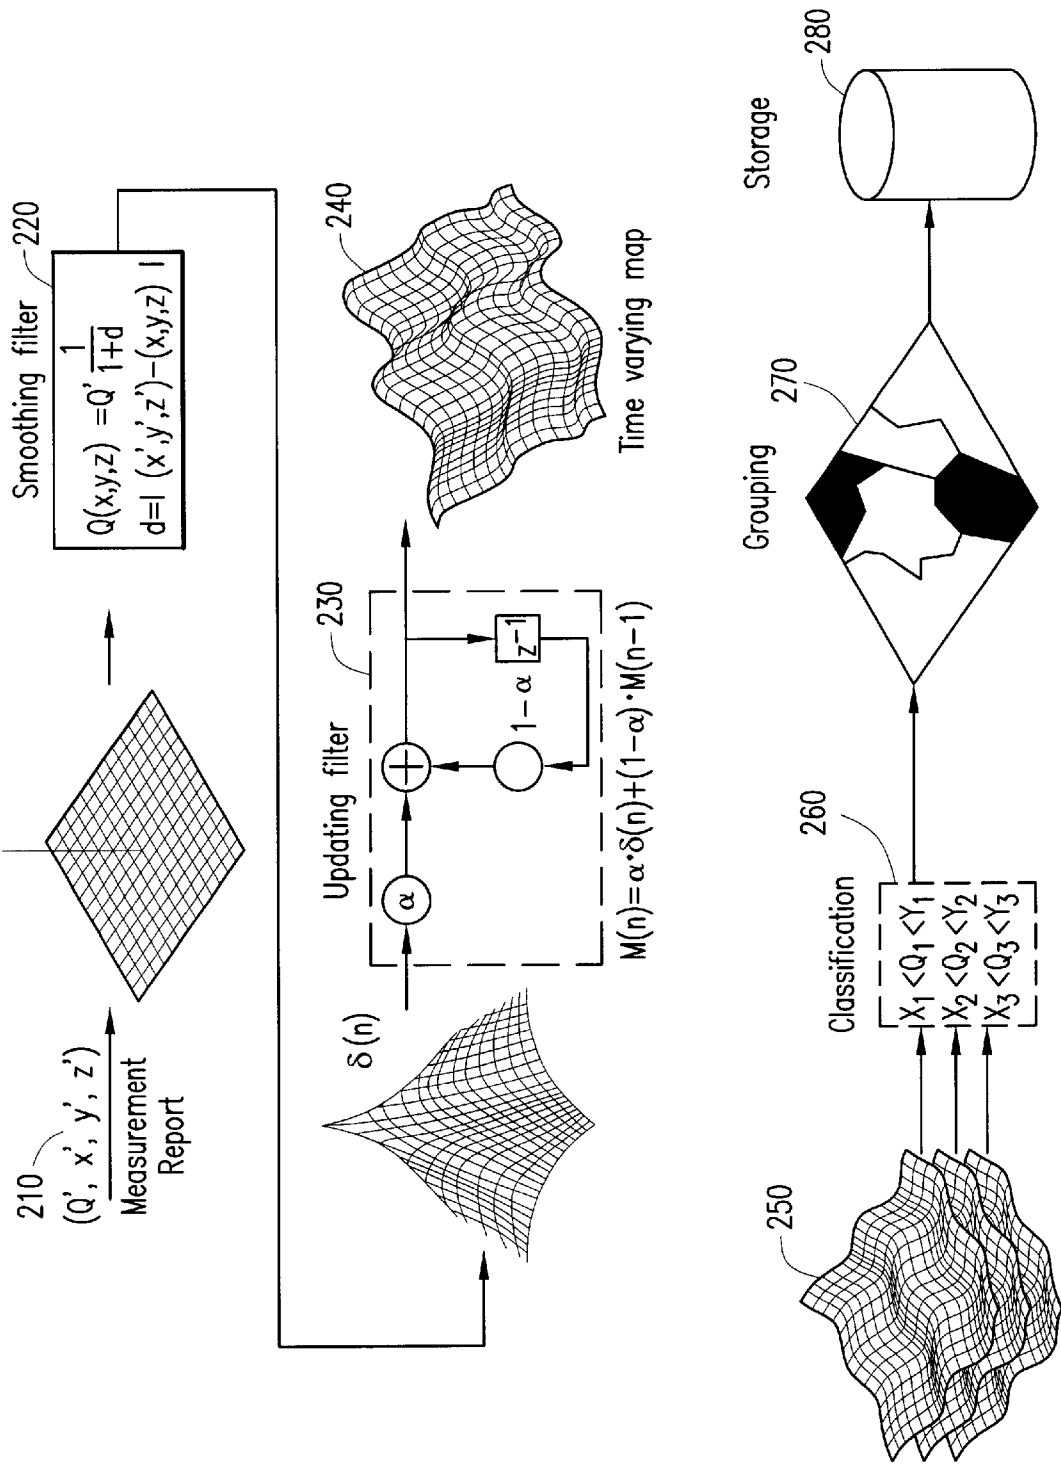 210
(Q', x', y', z')
Measurement
Report
Smoothing filter
220
Q(x,y,z) =Q' 1/1+d
d=| (x',y',z')-(x,y,z) |
δ(n)
Updating filter
230
α
+
1-α
z-1
M(n)=α·δ(n)+(1-α)·M(n-1)
240
Time varying map
250
Classification
260
X1<Q1<Y1
X2<Q2<Y2
X3<Q3<Y3
Grouping
270
Storage
280